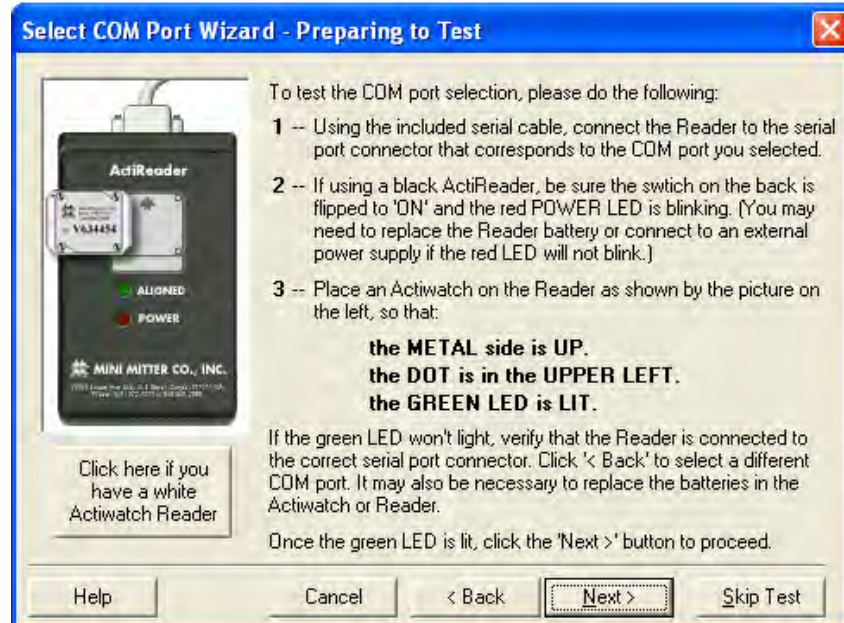 Select COM Port Wizard - Preparing to Test
To test the COM port selection, please do the following:
1 -- Using the included serial cable, connect the Reader to the serial
port connector that corresponds to the COM port you selected.
2 -- If using a black ActiReader, be sure the swtich on the back is
flipped to 'ON' and the red POWER LED is blinking. (You may
need to replace the Reader battery or connect to an external
power supply if the red LED will not blink.)
3 -- Place an Actiwatch on the Reader as shown by the picture on
the left, so that:
the METAL side is UP.
the DOT is in the UPPER LEFT.
the GREEN LED is LIT.
If the green LED won't light, verify that the Reader is connected to
the correct serial port connector. Click '< Back' to select a different
COM port. It may also be necessary to replace the batteries in the
Actiwatch or Reader.
Once the green LED is lit, click the 'Next >' button to proceed.
ActiReader
V634454
ALIGNED
POWER
MINI MITTER CO., INC.
Click here if you
have a white
Actiwatch Reader
Help
Cancel
< Back
Next >
Skip Test